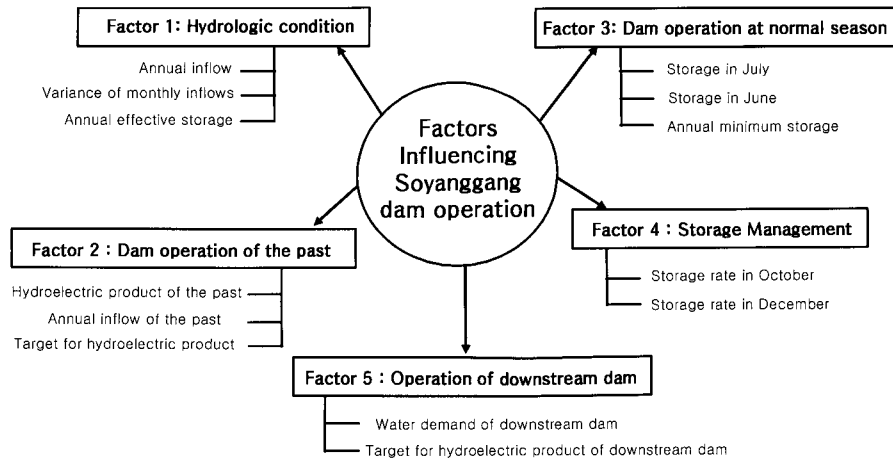 Factor 1: Hydrologic condition
Annual inflow
Variance of monthly inflows
Annual effective storage
Factor 3: Dam operation at normal season
Storage in July
Storage in June
Annual minimum storage
Factors
Influencing
Soyanggang
dam operation
Factor 2 : Dam operation of the past
Hydroelectric product of the past
Annual inflow of the past
Target for hydroelectric product
Factor 4 : Storage Management
Storage rate in October
Storage rate in December
Factor 5 : Operation of downstream dam
Water demand of downstream dam
Target for hydroelectric product of downstream dam